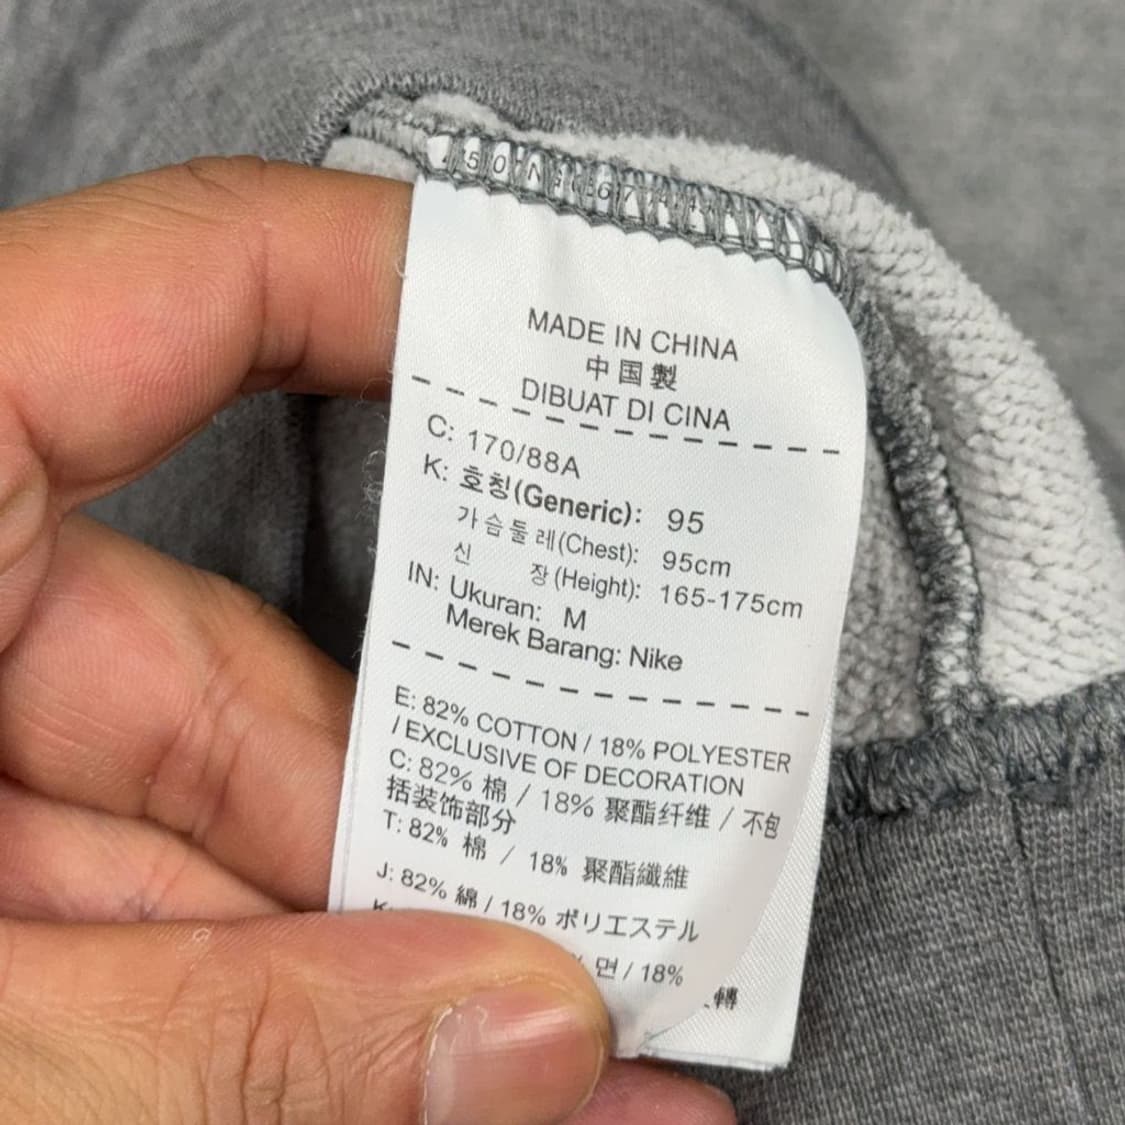 MADE IN CHINA
中国製
DIBUAT DI CINA
C: 170/88A
K: 호칭(Generic): 95
가슴둘레(Chest): 95cm
신 장(Height): 165-175cm
IN: Ukuran: M
Merek Barang: Nike
E: 82% COTTON / 18% POLYESTER
/ EXCLUSIVE OF DECORATION
C: 82% 棉 / 18% 聚酯纤维 / 不包
括装饰部分
T: 82% 棉 / 18% 聚酯纖維
J: 82% 綿 / 18% ポリエステル
% 면 / 18%
轉